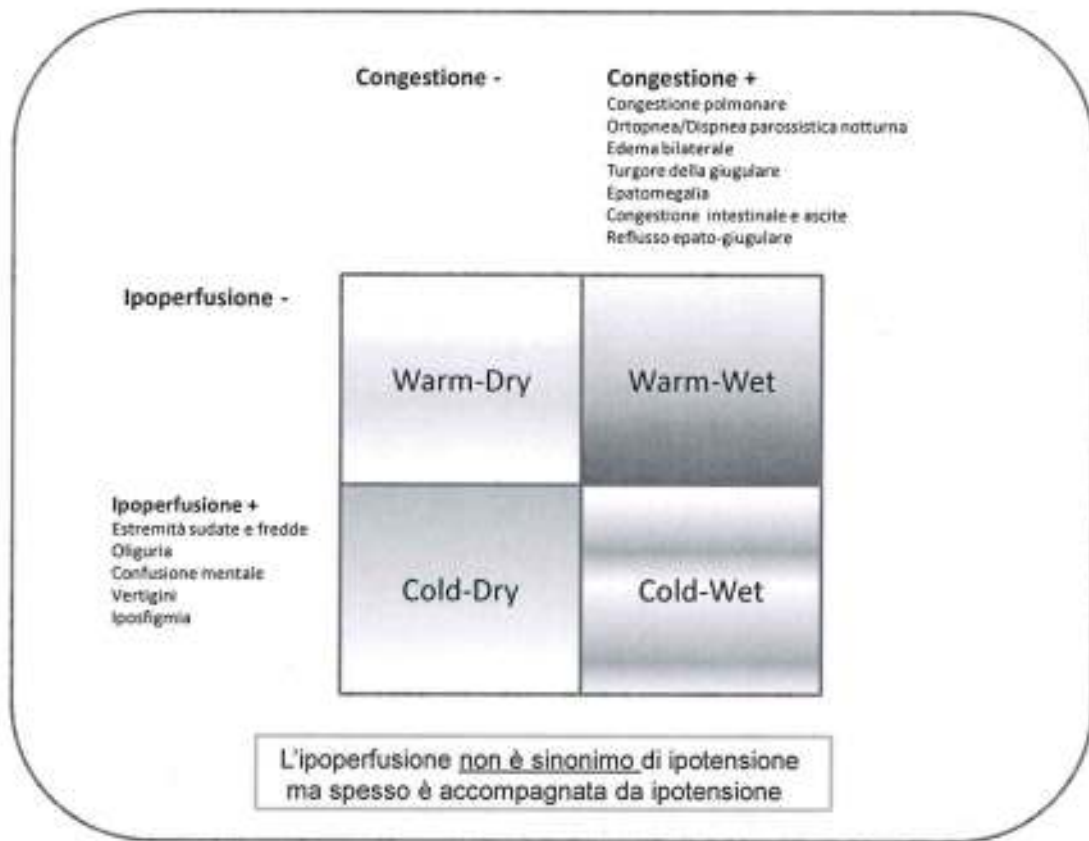 Congestione -
Congestione +
Congestione polmonare
Ortopnea/Dispnea parossistica notturna
Edema bilaterale
Turgore della giugulare
Epatomegalia
Congestione intestinale e ascite
Reflusso epato-giugulare
Ipoperfusione -
Warm-Dry
Warm-Wet
Ipoperfusione +
Estremità sudate e fredde
Oliguria
Confusione mentale
Vertigini
Iposfigmia
Cold-Dry
Cold-Wet
L'ipoperfusione non è sinonimo di ipotensione
ma spesso è accompagnata da ipotensione